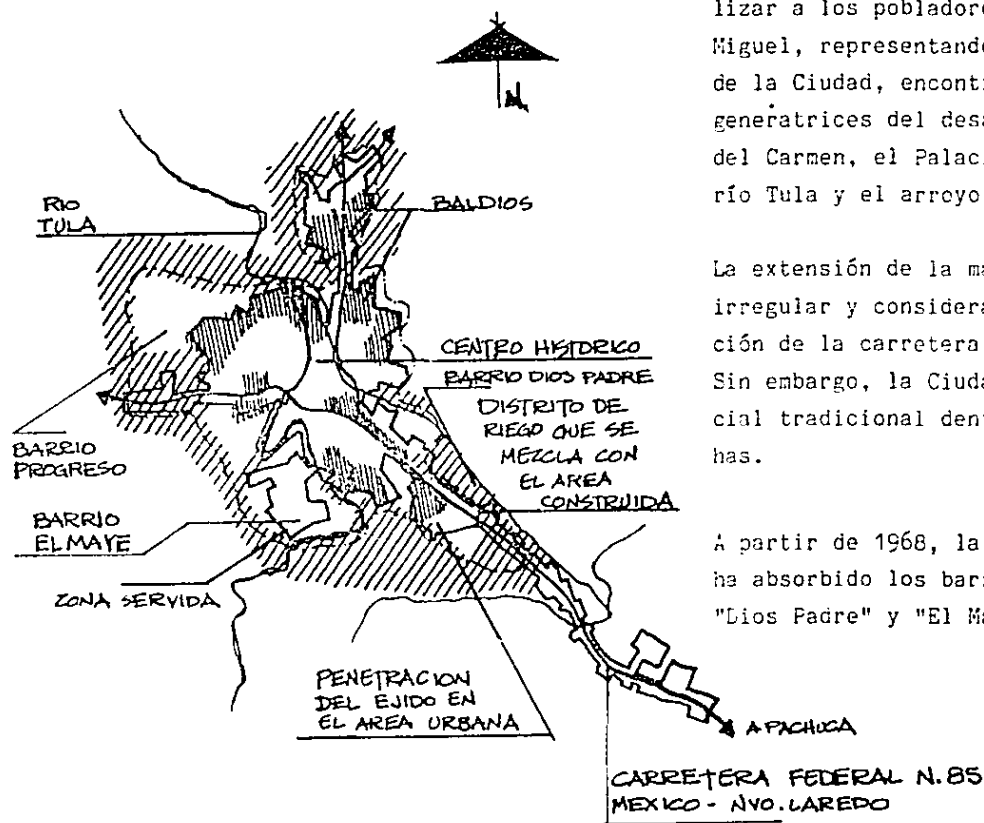 N.
RIO
TULA
BALDIOS
CENTRO HISTORICO
BARRIO DIOS PADRE
DISTRITO DE
RIEGO QUE SE
MEZCLA CON
EL AREA
CONSTRUIDA
BARRIO
PROGRESO
BARRIO
EL MAYE
ZONA SERVIDA
PENETRACION
DEL EJIDO EN
EL AREA URBANA
A PACHUCA
CARRETERA FEDERAL N.85
MEXICO - NVO. LAREDO
lizar a los pobladore
Miguel, representand
de la Ciudad, encont
generatrices del desa
del Carmen, el Palac
río Tula y el arroyo
La extensión de la ma
irregular y considera
ción de la carretera
Sin embargo, la Ciuda
cial tradicional den
has.
A partir de 1968, la
ha absorbido los bar
"Dios Padre" y "El Ma